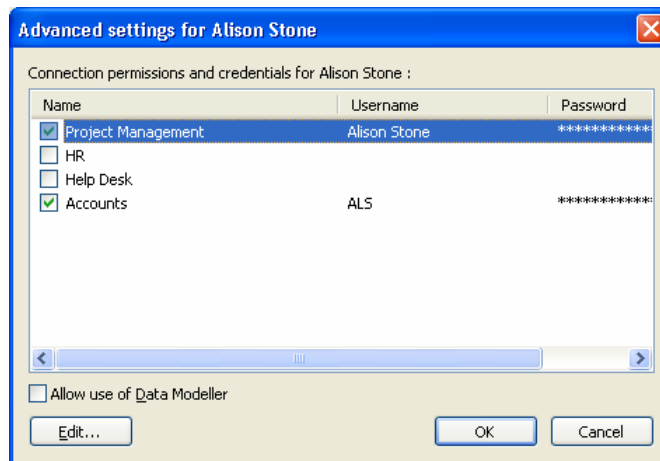 Advanced settings for Alison Stone
Connection permissions and credentials for Alison Stone :
Name Username Password
Project Management Alison Stone ************
HR
Help Desk
Accounts ALS ************
Allow use of Data Modeller
Edit... OK Cancel